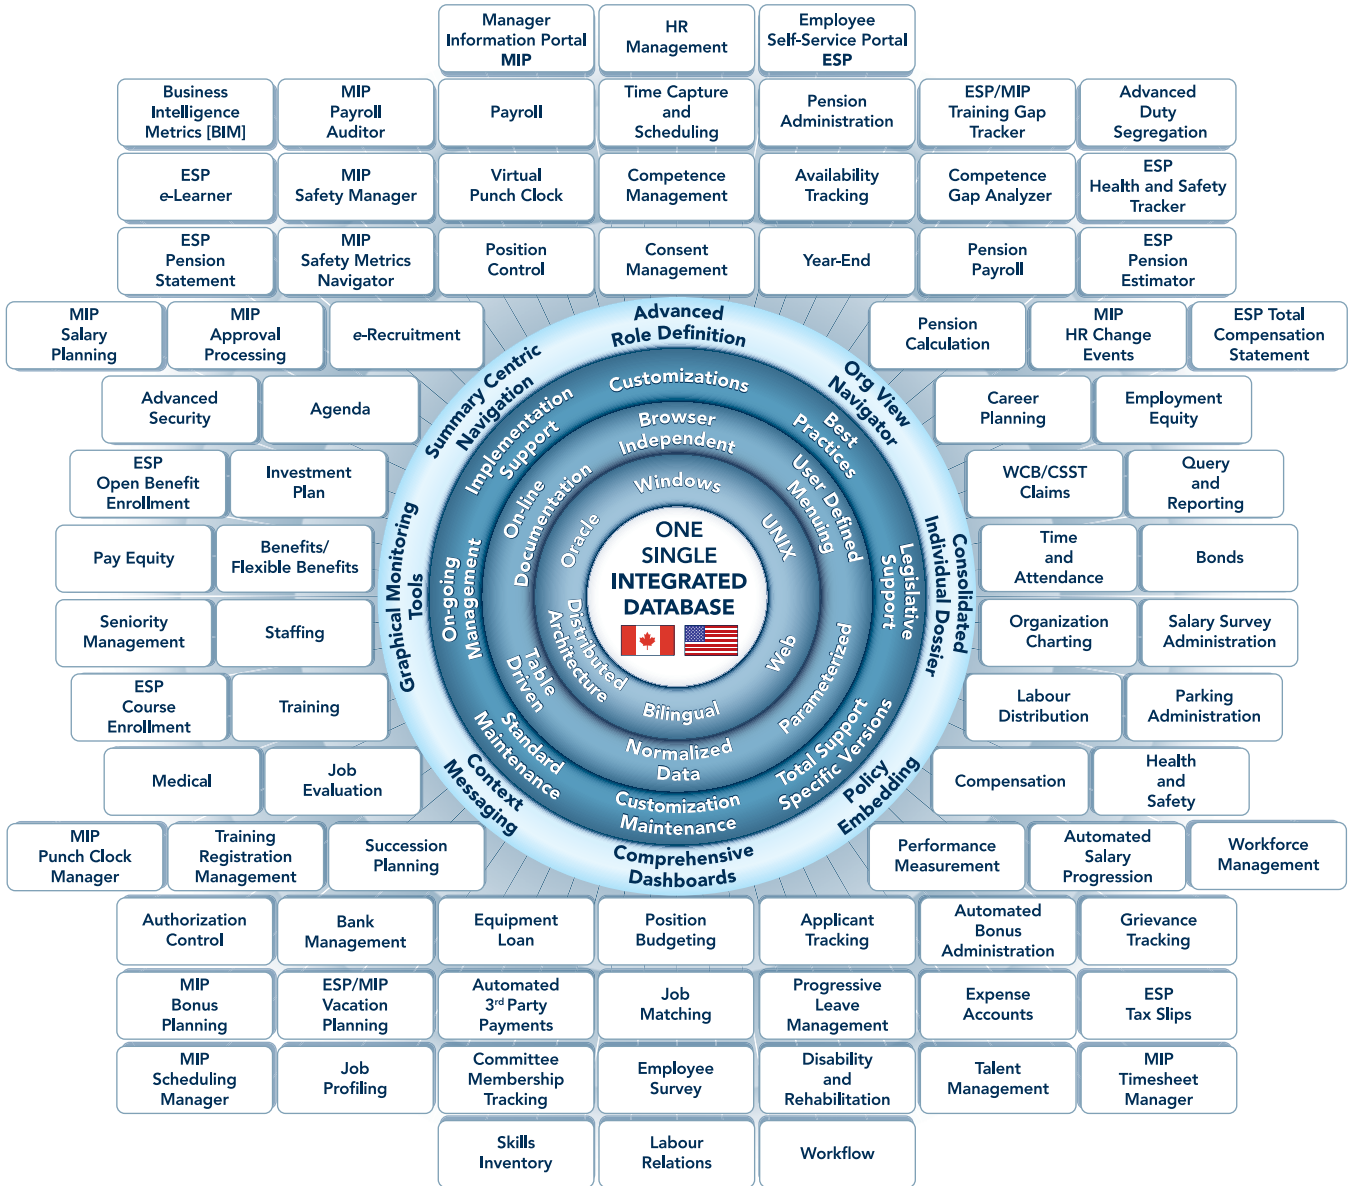 Manager
Information Portal
MIP
HR
Management
Employee
Self-Service Portal
ESP
Business
Intelligence
Metrics [BIM]
MIP
Payroll
Auditor
Payroll
Time Capture
and
Scheduling
Pension
Administration
ESP/MIP
Training Gap
Tracker
Advanced
Duty
Segregation
ESP
e-Learner
MIP
Safety Manager
Virtual
Punch Clock
Competence
Management
Availability
Tracking
Competence
Gap Analyzer
ESP
Health and Safety
Tracker
ESP
Pension
Statement
MIP
Safety Metrics
Navigator
Position
Control
Consent
Management
Year-End
Pension
Payroll
ESP
Pension
Estimator
MIP
Salary
Planning
MIP
Approval
Processing
e-Recruitment
Pension
Calculation
MIP
HR Change
Events
ESP Total
Compensation
Statement
Advanced
Security
Agenda
Career
Planning
Employment
Equity
ESP
Open Benefit
Enrollment
Investment
Plan
WCB/CSST
Claims
Query
and
Reporting
Pay Equity
Benefits/
Flexible Benefits
Time
and
Attendance
Bonds
Seniority
Management
Staffing
Organization
Charting
Salary Survey
Administration
ESP
Course
Enrollment
Training
Labour
Distribution
Parking
Administration
Medical
Job
Evaluation
Compensation
Health
and
Safety
MIP
Punch Clock
Manager
Training
Registration
Management
Succession
Planning
Performance
Measurement
Automated
Salary
Progression
Workforce
Management
Advanced
Role Definition
Org View
Navigator
Consolidated
Individual Dossier
Policy
Embedding
Comprehensive
Dashboards
Context
Messaging
Graphical Monitoring
Tools
Summary Centric
Navigation
Customizations
Best
Practices
Legislative
Support
Total Support
Specific Versions
Customization
Maintenance
Standard
Maintenance
On-going
Management
Implementation
Support
Browser
Independent
User Defined
Menuing
Parameterized
Normalized
Data
Table
Driven
On-line
Documentation
Windows
UNIX
Web
Bilingual
Distributed
Architecture
Oracle
ONE
SINGLE
INTEGRATED
DATABASE
Authorization
Control
Bank
Management
Equipment
Loan
Position
Budgeting
Applicant
Tracking
Automated
Bonus
Administration
Grievance
Tracking
MIP
Bonus
Planning
ESP/MIP
Vacation
Planning
Automated
3rd Party
Payments
Job
Matching
Progressive
Leave
Management
Expense
Accounts
ESP
Tax Slips
MIP
Scheduling
Manager
Job
Profiling
Committee
Membership
Tracking
Employee
Survey
Disability
and
Rehabilitation
Talent
Management
MIP
Timesheet
Manager
Skills
Inventory
Labour
Relations
Workflow